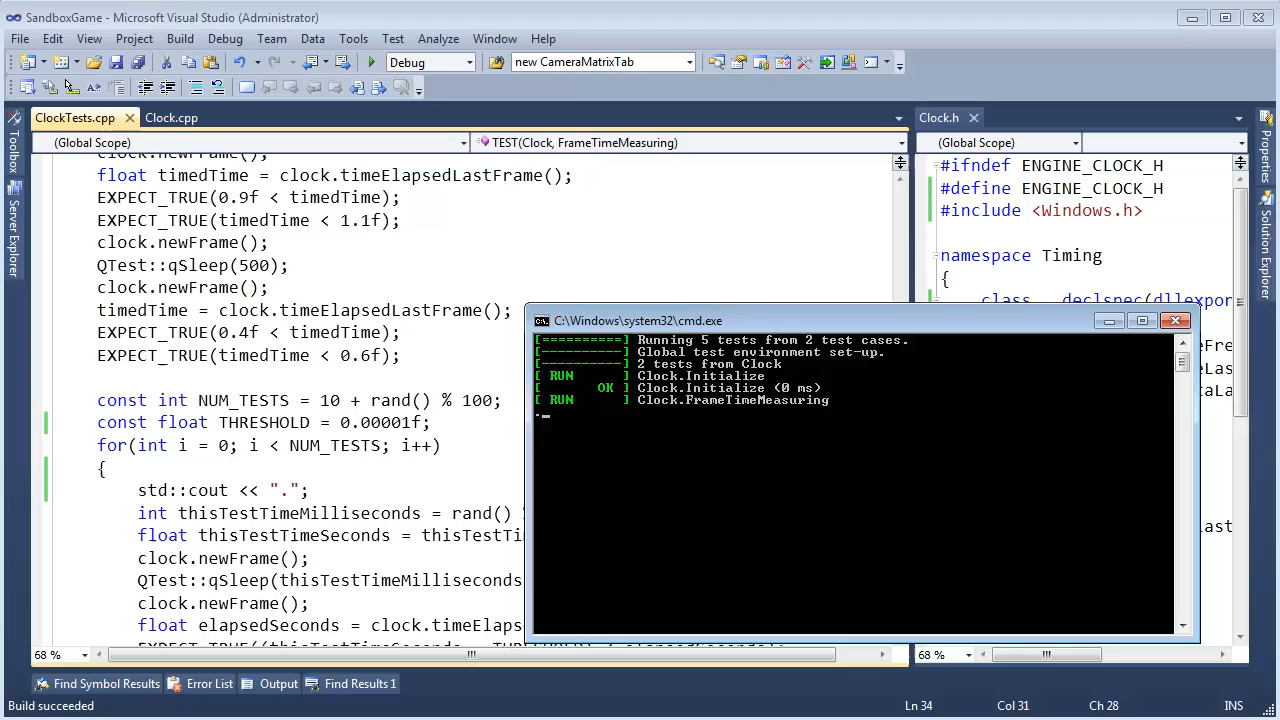 SandboxGame - Microsoft Visual Studio (Administrator)
File Edit View Project Build Debug Team Data Tools Test Analyze Window Help
Debug
new CameraMatrixTab
ClockTests.cpp Clock.cpp
(Global Scope) TEST(Clock, FrameTimeMeasuring)
clock.newFrame();
float timedTime = clock.timeElapsedLastFrame();
EXPECT_TRUE(0.9f < timedTime);
EXPECT_TRUE(timedTime < 1.1f);
clock.newFrame();
QTest::qSleep(500);
clock.newFrame();
timedTime = clock.timeElapsedLastFrame();
EXPECT_TRUE(0.4f < timedTime);
EXPECT_TRUE(timedTime < 0.6f);
const int NUM_TESTS = 10 + rand() % 100;
const float THRESHOLD = 0.00001f;
for(int i = 0; i < NUM_TESTS; i++)
{
std::cout << ".";
int thisTestTimeMilliseconds = rand()
float thisTestTimeSeconds = thisTestTi
clock.newFrame();
QTest::qSleep(thisTestTimeMilliseconds
clock.newFrame();
float elapsedSeconds = clock.timeElaps
68 %
Clock.h
(Global Scope)
#ifndef ENGINE_CLOCK_H
#define ENGINE_CLOCK_H
#include <Windows.h>
namespace Timing
{
class __declspec(dllexpor
68 %
C:\Windows\system32\cmd.exe
[==========] Running 5 tests from 2 test cases.
[----------] Global test environment set-up.
[----------] 2 tests from Clock
[ RUN      ] Clock.Initialize
[       OK ] Clock.Initialize (0 ms)
[ RUN      ] Clock.FrameTimeMeasuring
.
Toolbox
Server Explorer
Properties
Solution Explorer
Find Symbol Results Error List Output Find Results 1
Build succeeded Ln 34 Col 31 Ch 28 INS